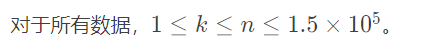 对于所有数据，1 ≤ k ≤ n ≤ 1.5 × 10⁵。